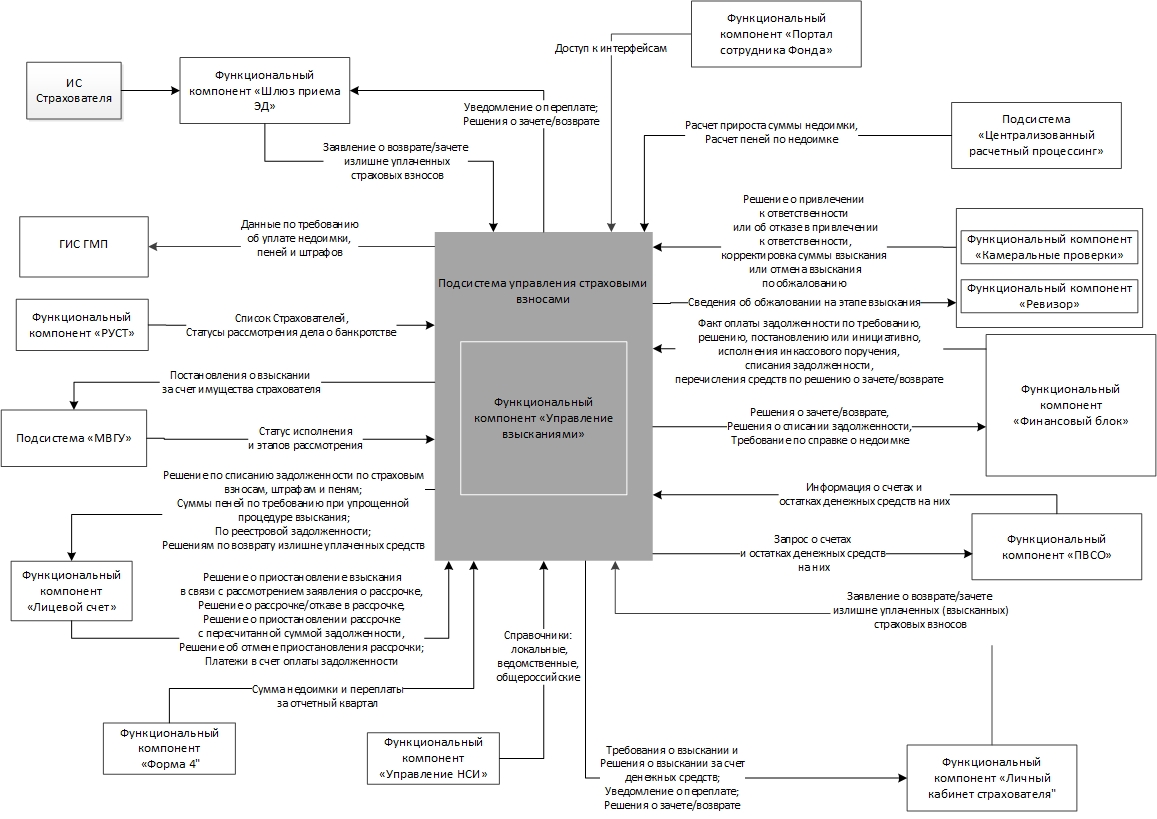 Функциональный
компонент «Портал
сотрудника Фонда»
Доступ к интерфейсам
ИС
Страхователя
Функциональный
компонент «Шлюз приема
ЭД»
Уведомление о переплате;
Решения о зачете/возврате
Заявление о возврате/зачете
излишне уплаченных
страховых взносов
Расчет прироста суммы недоимки,
Расчет пеней по недоимке
Подсистема
«Централизованный
расчетный процессинг»
ГИС ГМП
Данные по требованию
об уплате недоимки,
пеней и штрафов
Решение о привлечении
к ответственности
или об отказе в привлечении
к ответственности,
корректировка суммы взыскания
или отмена взыскания
по обжалованию
Функциональный компонент
«Камеральные проверки»
Функциональный компонент
«Ревизор»
Сведения об обжаловании на этапе взыскания
Подсистема управления страховыми
взносами
Функциональный
компонент «Управление
взысканиями»
Функциональный
компонент «РУСТ»
Список Страхователей,
Статусы рассмотрения дела о банкротстве
Факт оплаты задолженности по требованию,
решению, постановлению или инициативно,
исполнения инкассового поручения,
списания задолженности,
перечисления средств по решению о зачете/возврате
Функциональный
компонент
«Финансовый блок»
Постановления о взыскании
за счет имущества страхователя
Подсистема «МВГУ»
Статус исполнения
и этапов рассмотрения
Решения о зачете/возврате,
Решения о списании задолженности,
Требование по справке о недоимке
Решение по списанию задолженности по страховым
взносам, штрафам и пеням;
Суммы пеней по требованию при упрощенной
процедуре взыскания;
По реестровой задолженности;
Решениям по возврату излишне уплаченных средств
Информация о счетах и
остатках денежных средств на них
Запрос о счетах
и остатках денежных средств
на них
Функциональный
компонент «ПВСО»
Функциональный
компонент
«Лицевой счет»
Решение о приостановление взыскания
в связи с рассмотрением заявления о рассрочке,
Решение о рассрочке/отказе в рассрочке,
Решение о приостановлении рассрочке
с пересчитанной суммой задолженности,
Решение об отмене приостановления рассрочки;
Платежи в счет оплаты задолженности
Заявление о возврате/зачете
излишне уплаченных (взысканных)
страховых взносов
Справочники:
локальные,
ведомственные,
общероссийские
Сумма недоимки и переплаты
за отчетный квартал
Функциональный
компонент
«Форма 4"
Функциональный
компонент
«Управление НСИ»
Требования о взыскании и
Решения о взыскании за счет
денежных средств;
Уведомление о переплате;
Решения о зачете/возврате
Функциональный
компонент «Личный
кабинет страхователя"